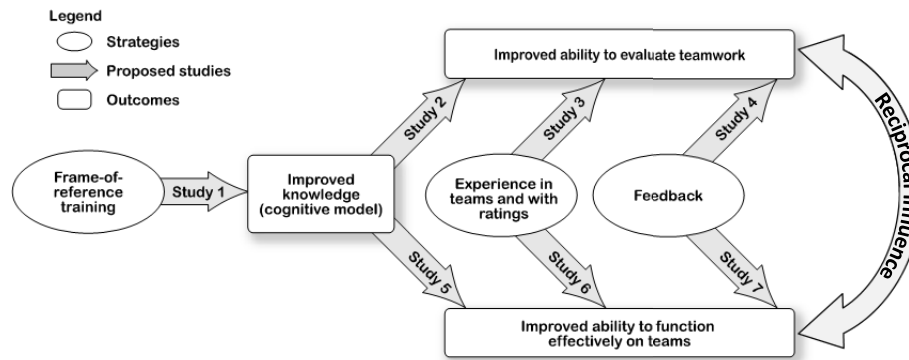 Legend
Strategies
Proposed studies
Outcomes
Improved ability to evaluate teamwork
Study 2
Study 3
Study 4
Frame-of-
reference
training
Study 1
Improved
knowledge
(cognitive model)
Experience in
teams and with
ratings
Feedback
Reciprocal Influence
Study 5
Study 6
Study 7
Improved ability to function
effectively on teams